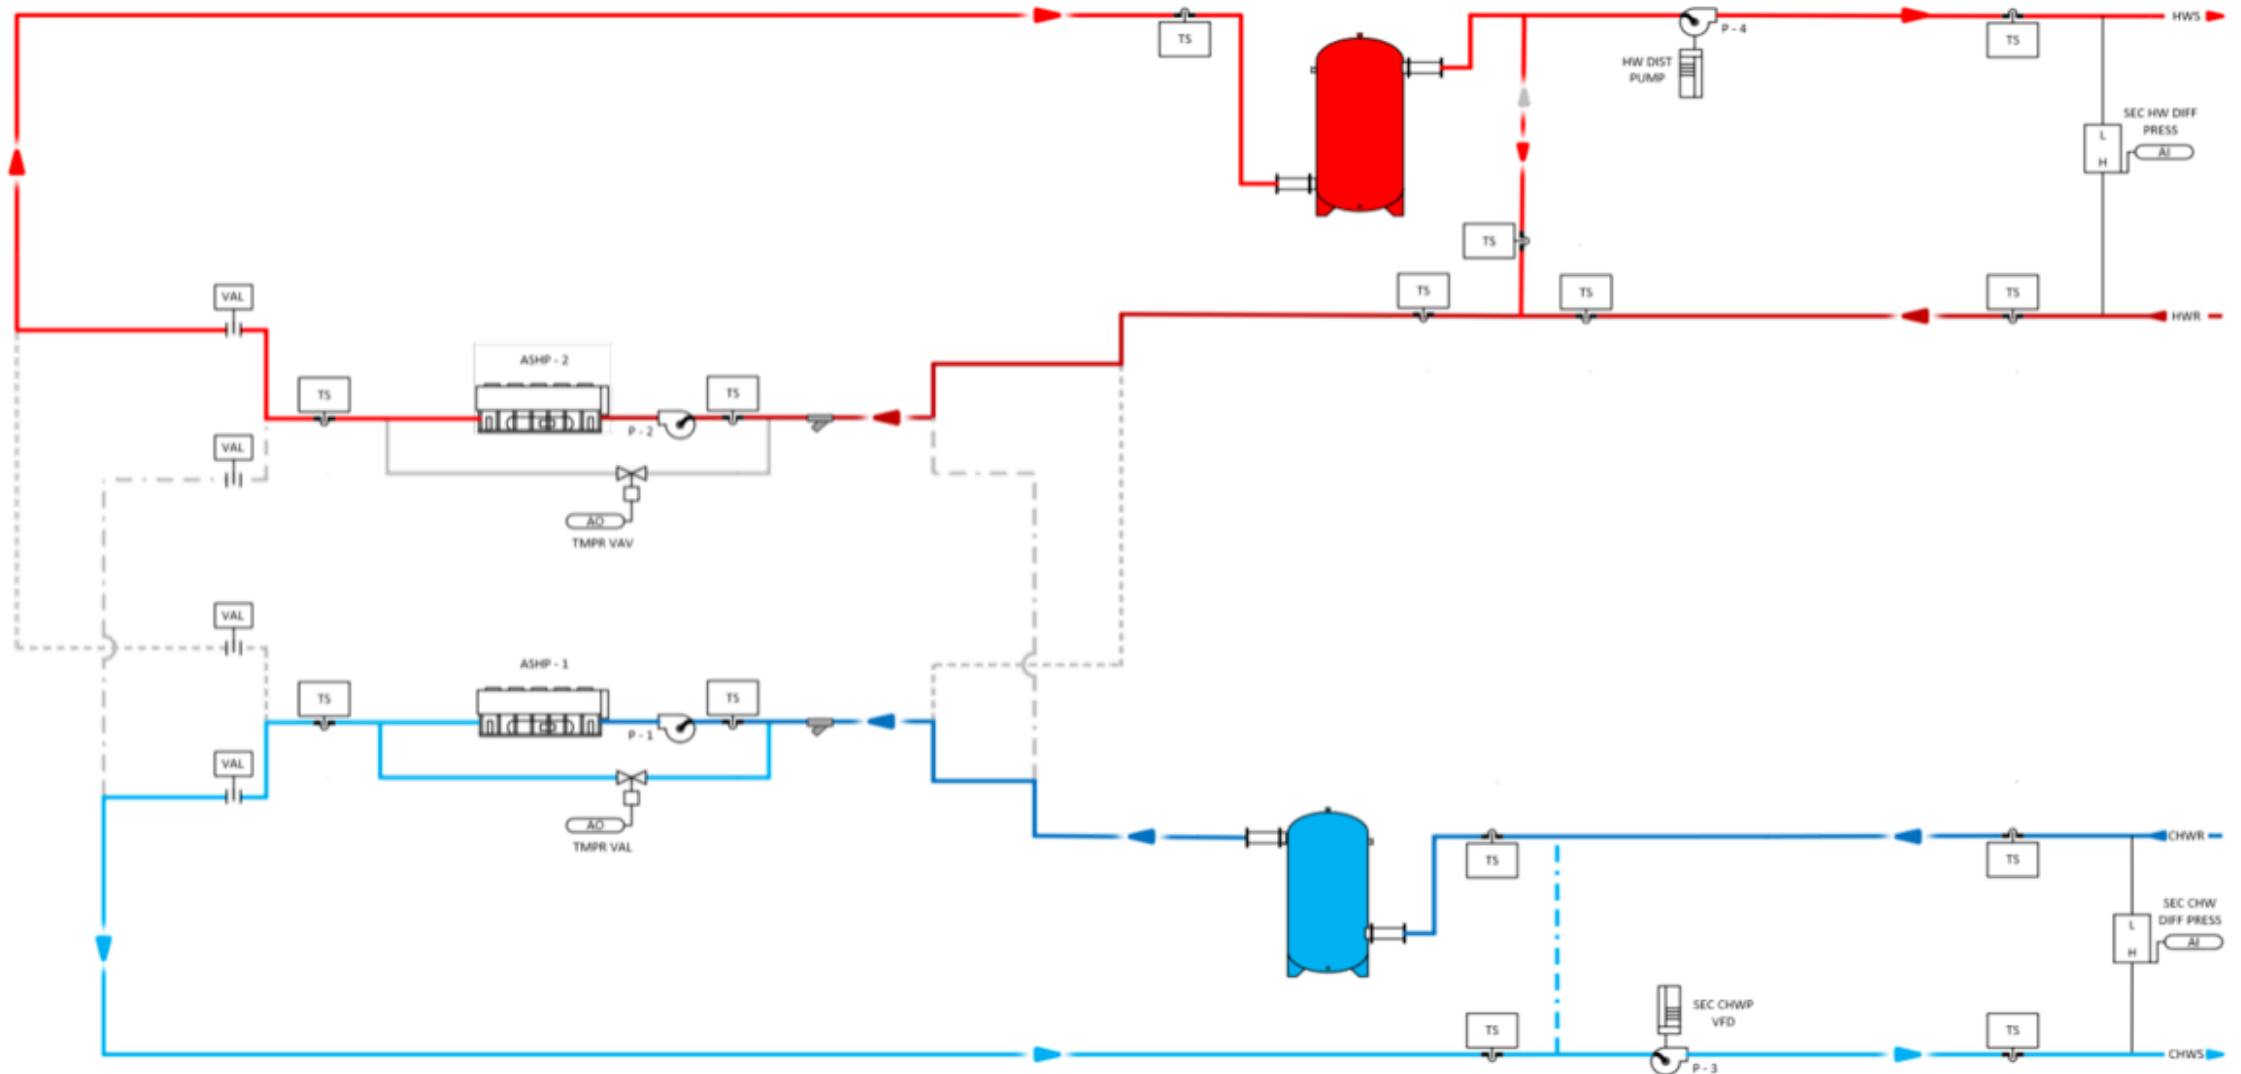 HWS
TS
P - 4
TS
HW DIST
PUMP
SEC HW DIFF
PRESS
L
H
AI
TS
TS
TS
TS
HWR
VAL
ASHP - 2
TS
TS
P - 2
VAL
AO
TMPR VAV
VAL
ASHP - 1
TS
TS
P - 1
VAL
AO
TMPR VAL
CHWR
TS
TS
SEC CHW
DIFF PRESS
L
H
AI
SEC CHWP
VFD
TS
TS
CHWS
P - 3